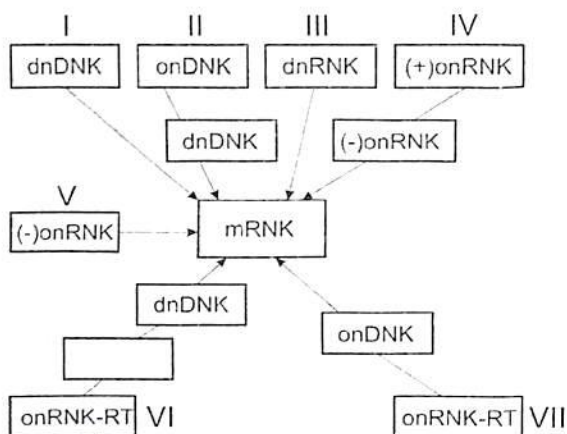 I II III IV
dnDNK onDNK dnRNK (+)onRNK
dnDNK (-)onRNK
V
(-)onRNK mRNK
dnDNK
onDNK
onRNK-RT VI onRNK-RT VII